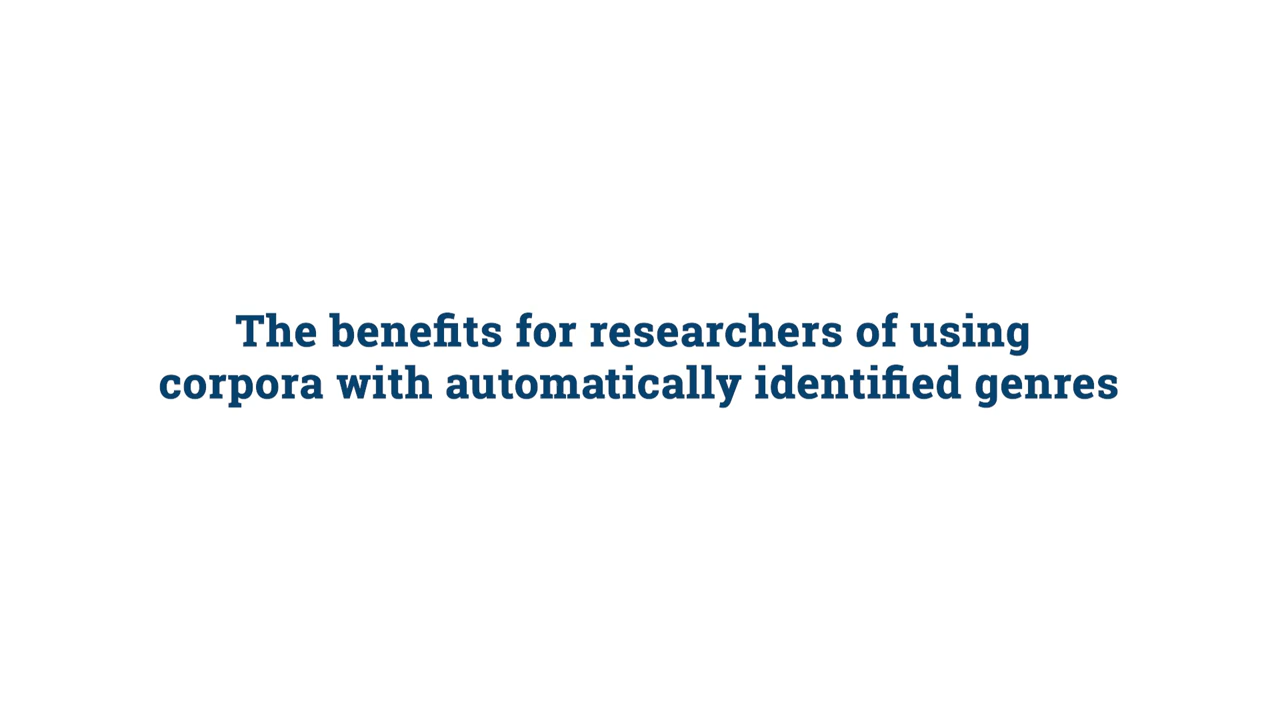 The benefits for researchers of using
corpora with automatically identified genres